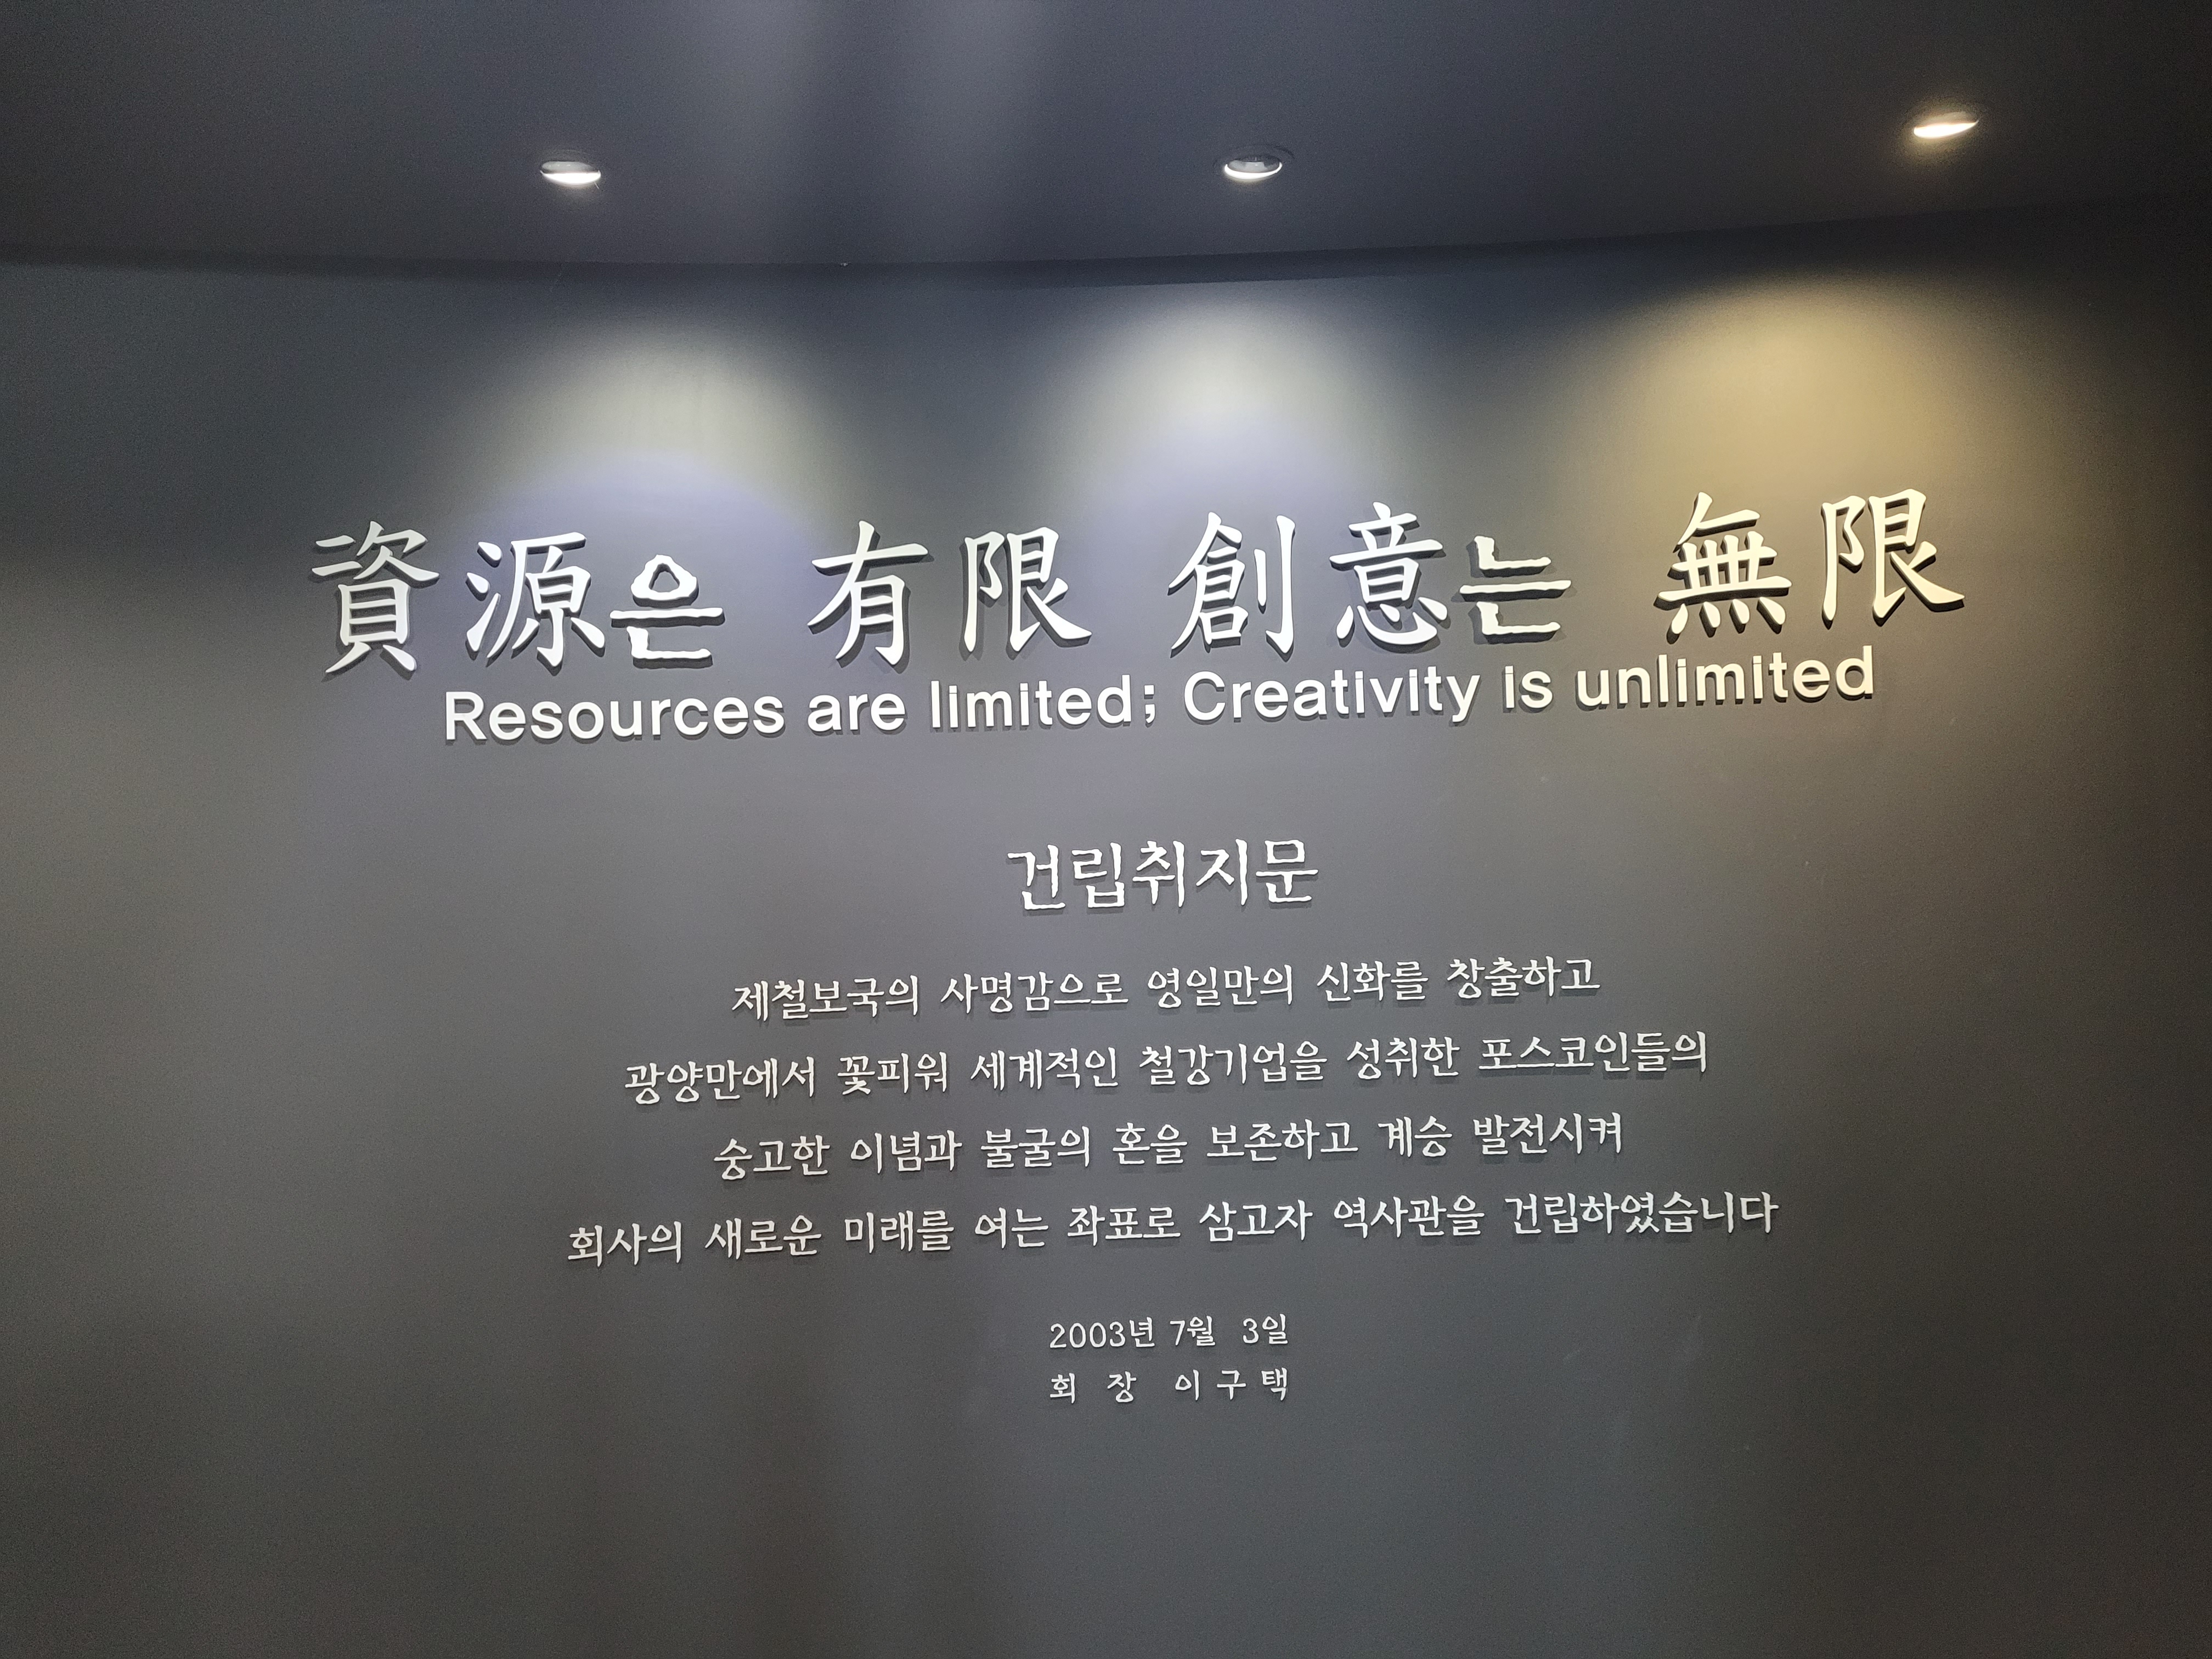 資源은 有限 創意는 無限
Resources are limited; Creativity is unlimited
건립취지문
제철보국의 사명감으로 영일만의 신화를 창출하고
광양만에서 꽃피워 세계적인 철강기업을 성취한 포스코인들의
숭고한 이념과 불굴의 혼을 보존하고 계승 발전시켜
회사의 새로운 미래를 여는 좌표로 삼고자 역사관을 건립하였습니다
2003년 7월 3일
회 장 이 구 택